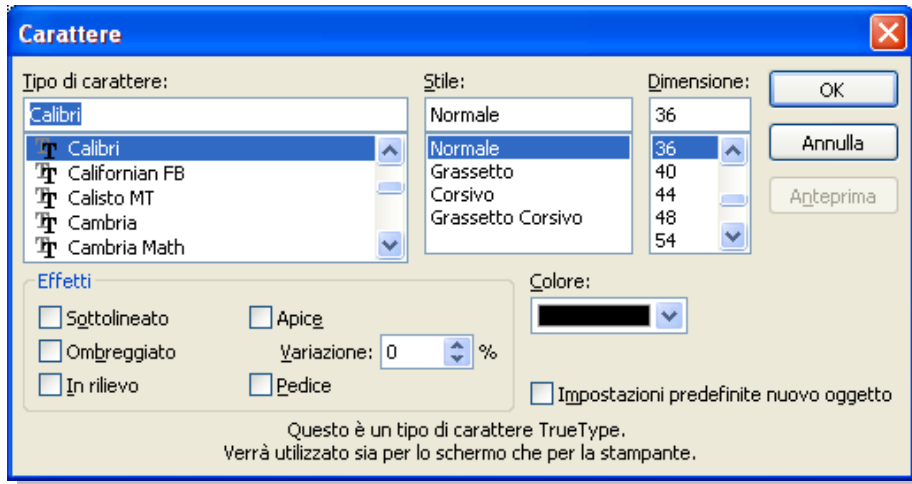 Carattere
Tipo di carattere:
Stile:
Dimensione:
OK
Calibri
Normale
36
Annulla
Calibri
Californian FB
Calisto MT
Cambria
Cambria Math
Normale
Grassetto
Corsivo
Grassetto Corsivo
36
40
44
48
54
Anteprima
Effetti
Sottolineato
Ombreggiato
In rilievo
Apice
Variazione: 0 %
Pedice
Colore:
Impostazioni predefinite nuovo oggetto
Questo è un tipo di carattere TrueType.
Verrà utilizzato sia per lo schermo che per la stampante.